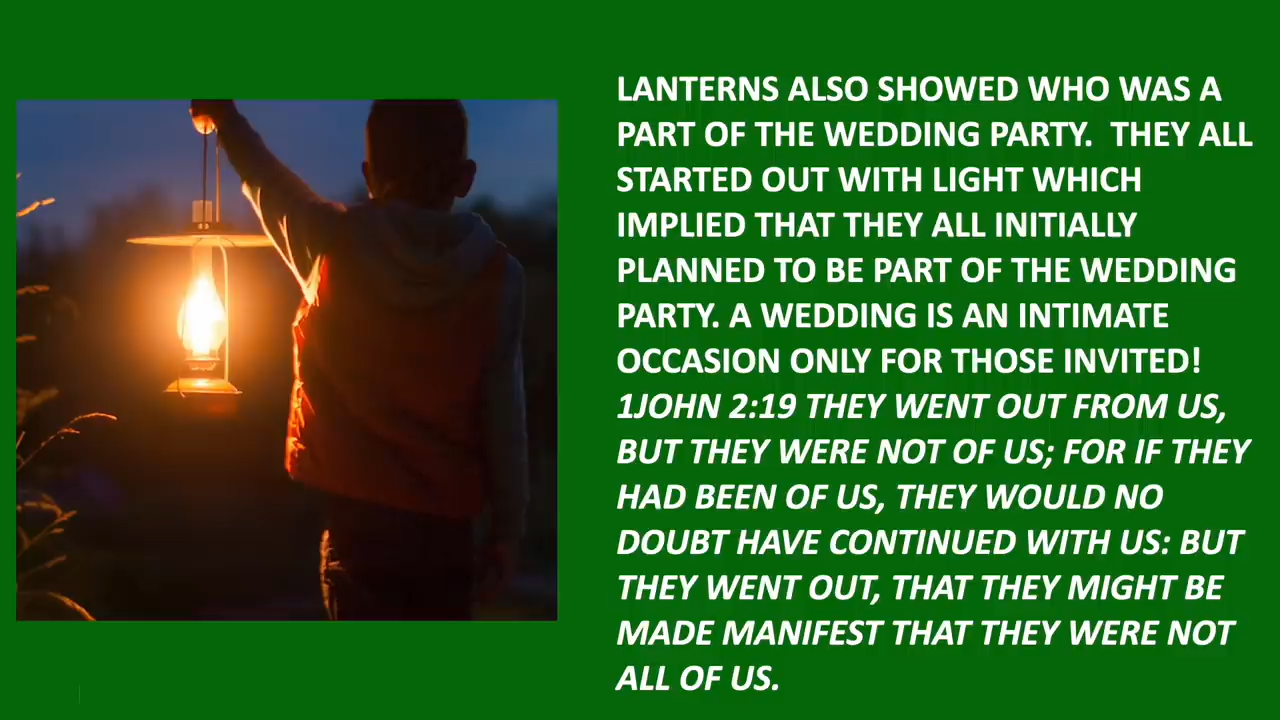 LANTERNS ALSO SHOWED WHO WAS A
PART OF THE WEDDING PARTY.  THEY ALL
STARTED OUT WITH LIGHT WHICH
IMPLIED THAT THEY ALL INITIALLY
PLANNED TO BE PART OF THE WEDDING
PARTY. A WEDDING IS AN INTIMATE
OCCASION ONLY FOR THOSE INVITED!
1JOHN 2:19 THEY WENT OUT FROM US,
BUT THEY WERE NOT OF US; FOR IF THEY
HAD BEEN OF US, THEY WOULD NO
DOUBT HAVE CONTINUED WITH US: BUT
THEY WENT OUT, THAT THEY MIGHT BE
MADE MANIFEST THAT THEY WERE NOT
ALL OF US.